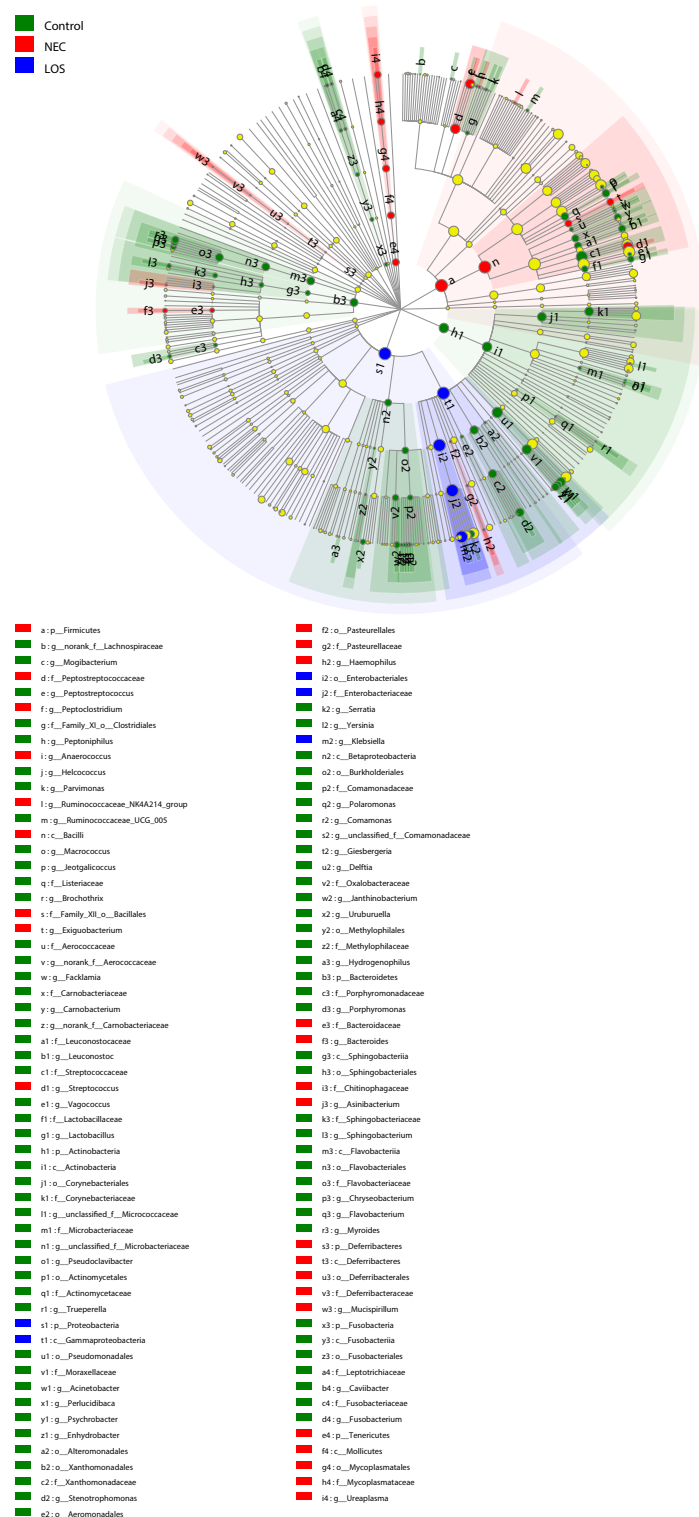 Control
NEC
LOS
a : p__Firmicutes
b : g__norank_f__Lachnospiraceae
c : g__Mogibacterium
d : f__Peptostreptococcaceae
e : g__Peptostreptococcus
f : g__Peptoclostridium
g : f__Family_XI_o__Clostridiales
h : g__Peptoniphilus
i : g__Anaerococcus
j : g__Helcococcus
k : g__Parvimonas
l : g__Ruminococcaceae_NK4A214_group
m : g__Ruminococcaceae_UCG_005
n : c__Bacilli
o : g__Macrococcus
p : g__Jeotgalicoccus
q : f__Listeriaceae
r : g__Brochothrix
s : f__Family_XII_o__Bacillales
t : g__Exiguobacterium
u : f__Aerococcaceae
v : g__norank_f__Aerococcaceae
w : g__Facklamia
x : f__Carnobacteriaceae
y : g__Carnobacterium
z : g__norank_f__Carnobacteriaceae
a1 : f__Leuconostocaceae
b1 : g__Leuconostoc
c1 : f__Streptococcaceae
d1 : g__Streptococcus
e1 : g__Vagococcus
f1 : f__Lactobacillaceae
g1 : g__Lactobacillus
h1 : p__Actinobacteria
i1 : c__Actinobacteria
j1 : o__Corynebacteriales
k1 : f__Corynebacteriaceae
l1 : g__unclassified_f__Micrococcaceae
m1 : f__Microbacteriaceae
n1 : g__unclassified_f__Microbacteriaceae
o1 : g__Pseudoclavibacter
p1 : o__Actinomycetales
q1 : f__Actinomycetaceae
r1 : g__Trueperella
s1 : p__Proteobacteria
t1 : c__Gammaproteobacteria
u1 : o__Pseudomonadales
v1 : f__Moraxellaceae
w1 : g__Acinetobacter
x1 : g__Perlucidibaca
y1 : g__Psychrobacter
z1 : g__Enhydrobacter
a2 : o__Alteromonadales
b2 : o__Xanthomonadales
c2 : f__Xanthomonadaceae
d2 : g__Stenotrophomonas
e2 : o__Aeromonadales
f2 : o__Pasteurellales
g2 : f__Pasteurellaceae
h2 : g__Haemophilus
i2 : o__Enterobacteriales
j2 : f__Enterobacteriaceae
k2 : g__Serratia
l2 : g__Yersinia
m2 : g__Klebsiella
n2 : c__Betaproteobacteria
o2 : o__Burkholderiales
p2 : f__Comamonadaceae
q2 : g__Polaromonas
r2 : g__Comamonas
s2 : g__unclassified_f__Comamonadaceae
t2 : g__Giesbergeria
u2 : g__Delftia
v2 : f__Oxalobacteraceae
w2 : g__Janthinobacterium
x2 : g__Uruburuella
y2 : o__Methylophilales
z2 : f__Methylophilaceae
a3 : g__Hydrogenophilus
b3 : p__Bacteroidetes
c3 : f__Porphyromonadaceae
d3 : g__Porphyromonas
e3 : f__Bacteroidaceae
f3 : g__Bacteroides
g3 : c__Sphingobacteriia
h3 : o__Sphingobacteriales
i3 : f__Chitinophagaceae
j3 : g__Asinibacterium
k3 : f__Sphingobacteriaceae
l3 : g__Sphingobacterium
m3 : c__Flavobacteriia
n3 : o__Flavobacteriales
o3 : f__Flavobacteriaceae
p3 : g__Chryseobacterium
q3 : g__Flavobacterium
r3 : g__Myroides
s3 : p__Deferribacteres
t3 : c__Deferribacteres
u3 : o__Deferribacterales
v3 : f__Deferribacteraceae
w3 : g__Mucispirillum
x3 : p__Fusobacteria
y3 : c__Fusobacteriia
z3 : o__Fusobacteriales
a4 : f__Leptotrichiaceae
b4 : g__Caviibacter
c4 : f__Fusobacteriaceae
d4 : g__Fusobacterium
e4 : p__Tenericutes
f4 : c__Mollicutes
g4 : o__Mycoplasmatales
h4 : f__Mycoplasmataceae
i4 : g__Ureaplasma